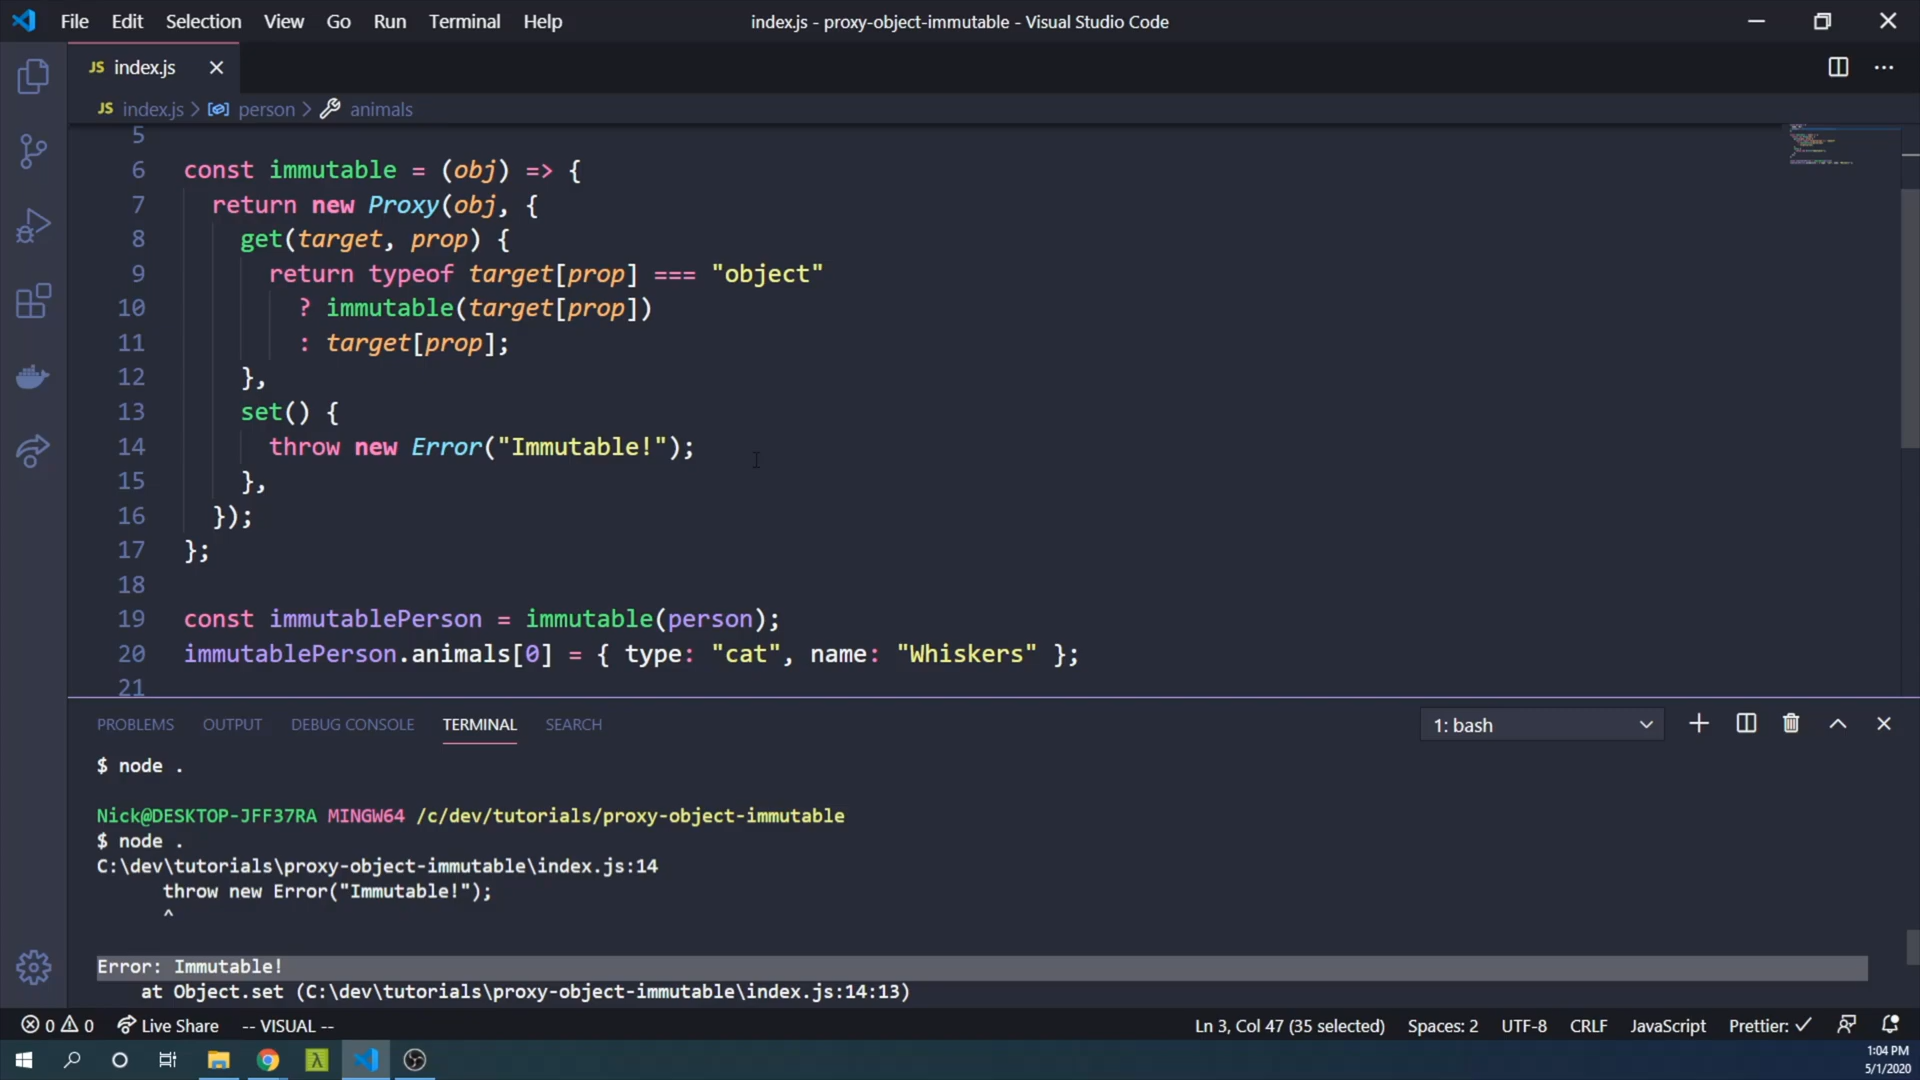 File Edit Selection View Go Run Terminal Help
index.js - proxy-object-immutable - Visual Studio Code
JS index.js
JS index.js > person > animals
5
6 const immutable = (obj) => {
7 return new Proxy(obj, {
8 get(target, prop) {
9 return typeof target[prop] === "object"
10 ? immutable(target[prop])
11 : target[prop];
12 },
13 set() {
14 throw new Error("Immutable!");
15 },
16 });
17 };
18
19 const immutablePerson = immutable(person);
20 immutablePerson.animals[0] = { type: "cat", name: "Whiskers" };
21
PROBLEMS OUTPUT DEBUG CONSOLE TERMINAL SEARCH
1: bash
$ node .
Nick@DESKTOP-JFF37RA MINGW64 /c/dev/tutorials/proxy-object-immutable
$ node .
C:\dev\tutorials\proxy-object-immutable\index.js:14
throw new Error("Immutable!");
^
Error: Immutable!
at Object.set (C:\dev\tutorials\proxy-object-immutable\index.js:14:13)
0 0 Live Share -- VISUAL --
Ln 3, Col 47 (35 selected) Spaces: 2 UTF-8 CRLF JavaScript Prettier: ✓
1:04 PM
5/1/2020